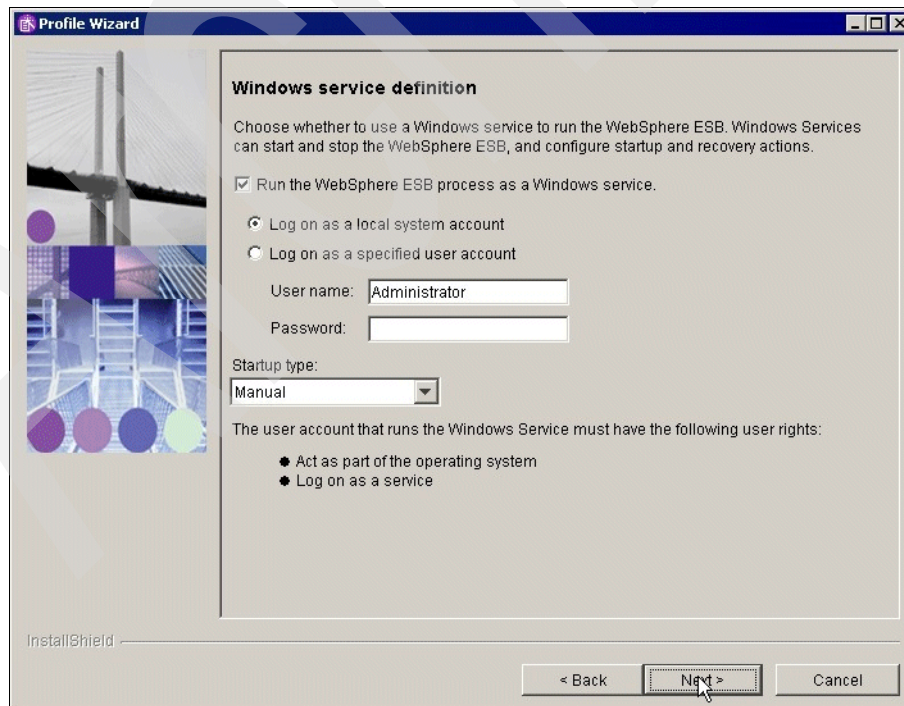 Profile Wizard
Windows service definition
Choose whether to use a Windows service to run the WebSphere ESB. Windows Services
can start and stop the WebSphere ESB, and configure startup and recovery actions.
Run the WebSphere ESB process as a Windows service.
Log on as a local system account
Log on as a specified user account
User name: Administrator
Password:
Startup type:
Manual
The user account that runs the Windows Service must have the following user rights:
Act as part of the operating system
Log on as a service
InstallShield
< Back Next > Cancel